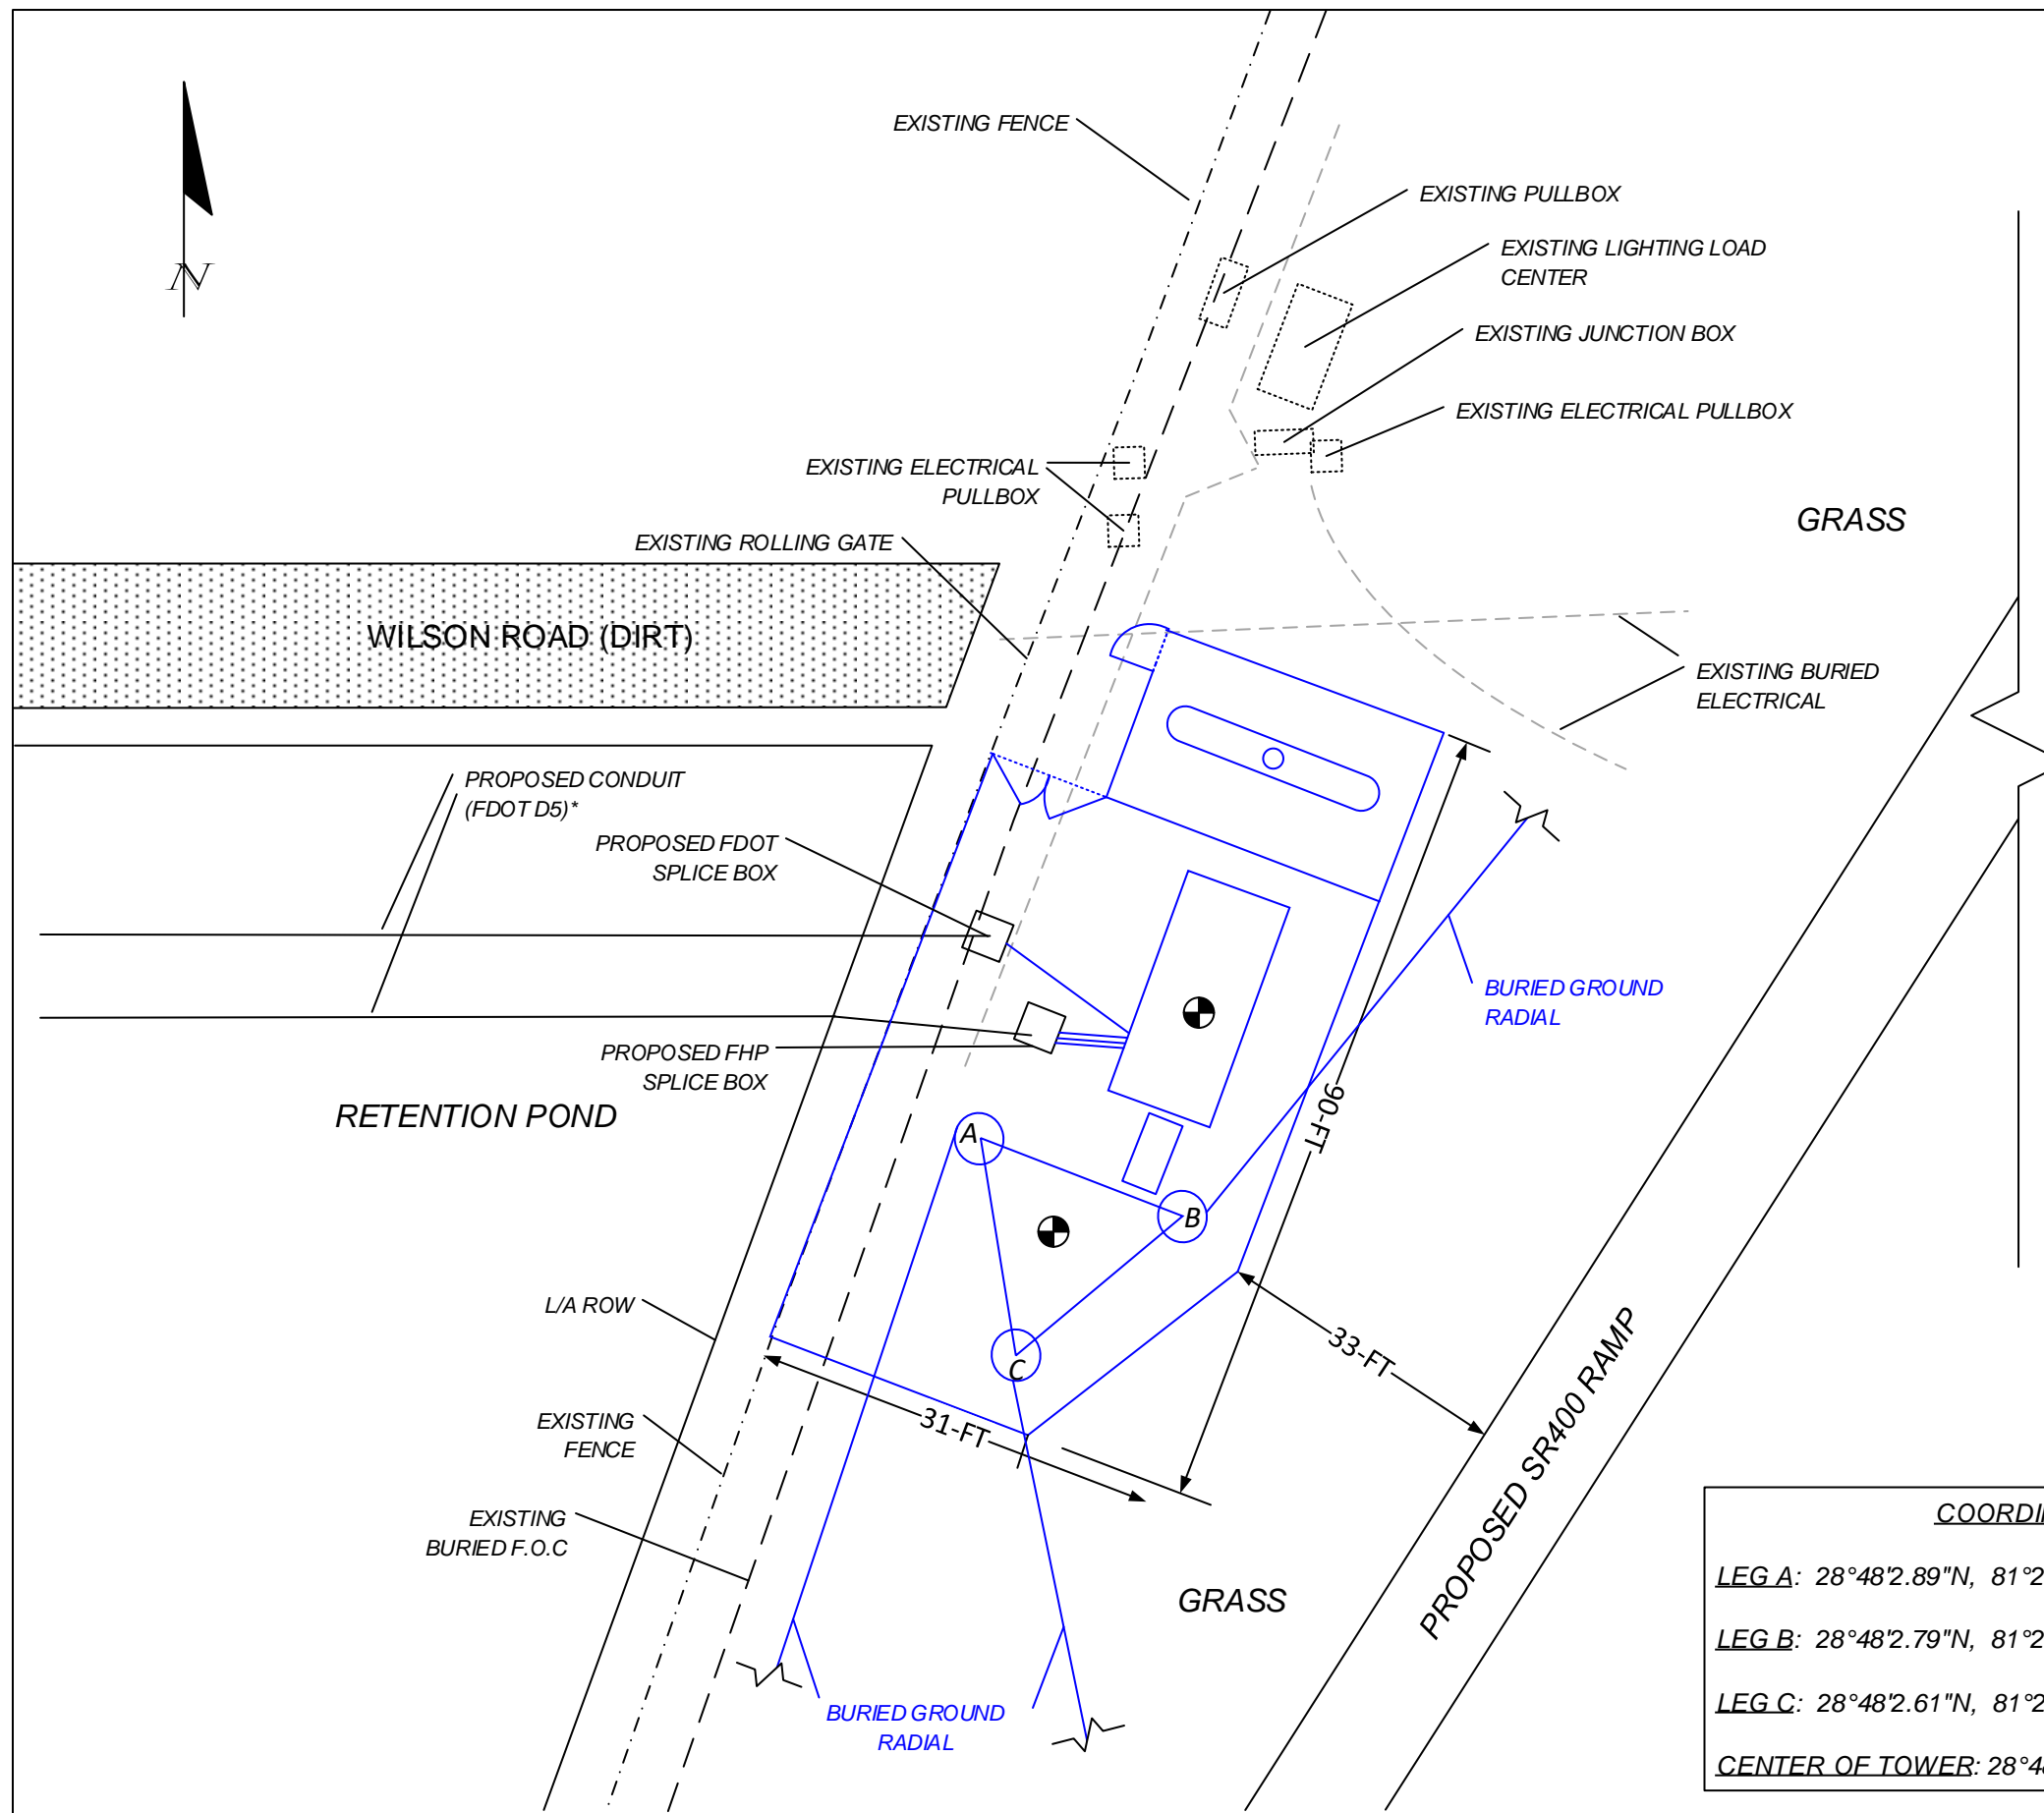 EXISTING FENCE
EXISTING PULLBOX
EXISTING LIGHTING LOAD
CENTER
N
EXISTING JUNCTION BOX
EXISTING ELECTRICAL PULLBOX
EXISTING ELECTRICAL
PULLBOX
GRASS
EXISTING ROLLING GATE
WILSON ROAD (DIRT)
EXISTING BURIED
ELECTRICAL
PROPOSED CONDUIT
(FDOT D5)*
PROPOSED FDOT
SPLICE BOX
BURIED GROUND
RADIAL
PROPOSED FHP
SPLICE BOX
RETENTION POND
90-FT
A
B
L/A ROW
33-FT
C
31-FT
PROPOSED SR400 RAMP
EXISTING
FENCE
EXISTING
BURIED F.O.C
GRASS
BURIED GROUND
RADIAL
COORDI
LEG A: 28°48'2.89"N, 81°2
LEG B: 28°48'2.79"N, 81°2
LEG C: 28°48'2.61"N, 81°2
CENTER OF TOWER: 28°4